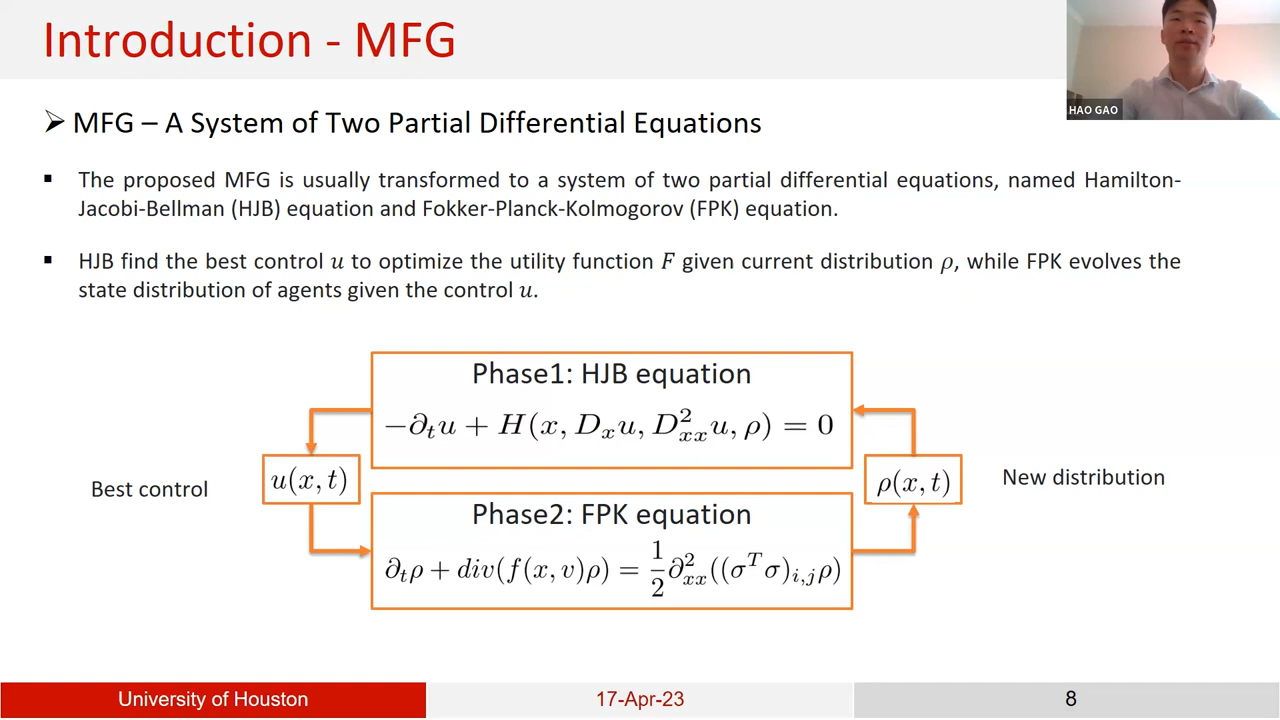 Introduction - MFG
HAO GAO
➢ MFG – A System of Two Partial Differential Equations
▪ The proposed MFG is usually transformed to a system of two partial differential equations, named Hamilton-
Jacobi-Bellman (HJB) equation and Fokker-Planck-Kolmogorov (FPK) equation.
▪ HJB find the best control u to optimize the utility function F given current distribution ρ, while FPK evolves the
state distribution of agents given the control u.
Phase1: HJB equation
−∂ₜu + H(x, Dₓu, D²ₓₓu, ρ) = 0
Best control
u(x, t)
ρ(x, t)
New distribution
Phase2: FPK equation
∂ₜρ + div(f(x, v)ρ) = 1/2 ∂²ₓₓ((σᵀσ)ᵢ,ⱼρ)
University of Houston
17-Apr-23
8